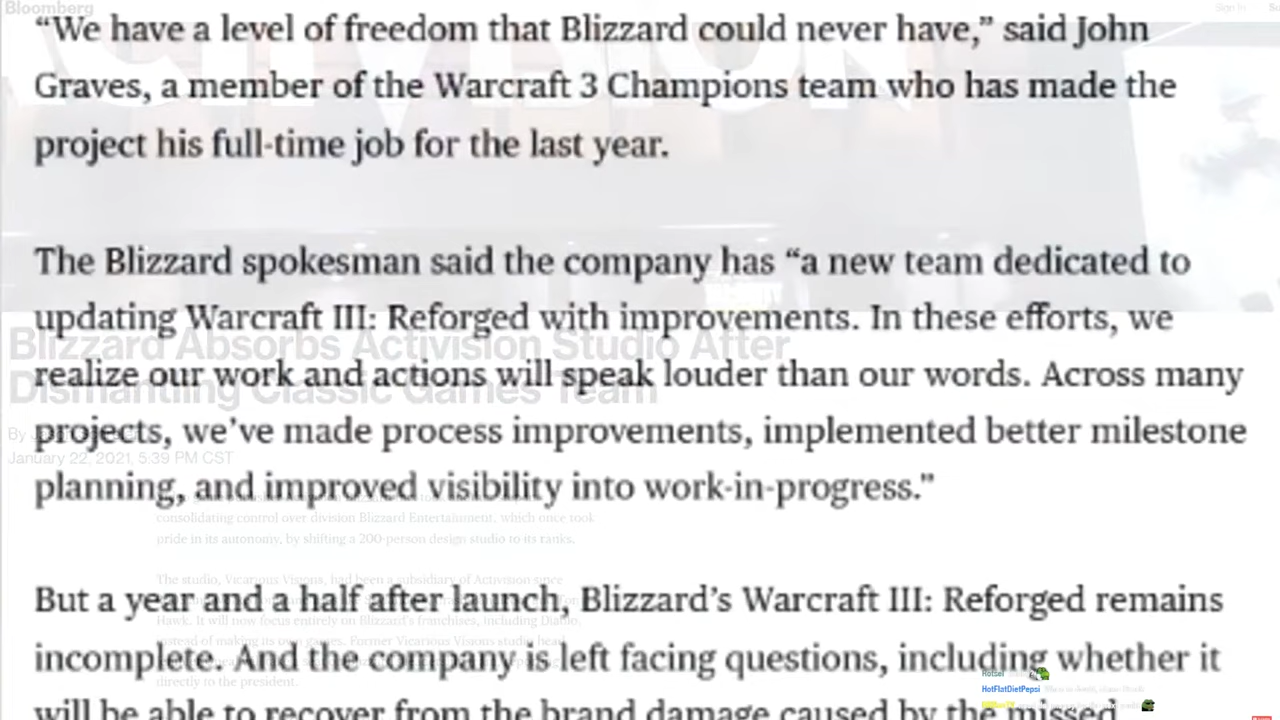 Bloomberg
Sign In
ACTIVISION
“We have a level of freedom that Blizzard could never have,” said John
Graves, a member of the Warcraft 3 Champions team who has made the
project his full-time job for the last year.
The Blizzard spokesman said the company has “a new team dedicated to
updating Warcraft III: Reforged with improvements. In these efforts, we
realize our work and actions will speak louder than our words. Across many
projects, we’ve made process improvements, implemented better milestone
planning, and improved visibility into work-in-progress.”
But a year and a half after launch, Blizzard’s Warcraft III: Reforged remains
incomplete. And the company is left facing questions, including whether it
will be able to recover from the brand damage caused by the missed
Blizzard Absorbs Activision Studio After
Dismantling Classic Games Team
By
January 22, 2021, 5:39 PM CST
consolidating control over division Blizzard Entertainment, which once took
pride in its autonomy, by shifting a 200-person design studio to its ranks.
The studio, Vicarious Visions, had been a subsidiary of Activision since
Hawk. It will now focus entirely on Blizzard’s franchises, including Diablo,
instead of making its own games. Former Vicarious Visions studio head
directly to the president.
HotFlatDietPepsi